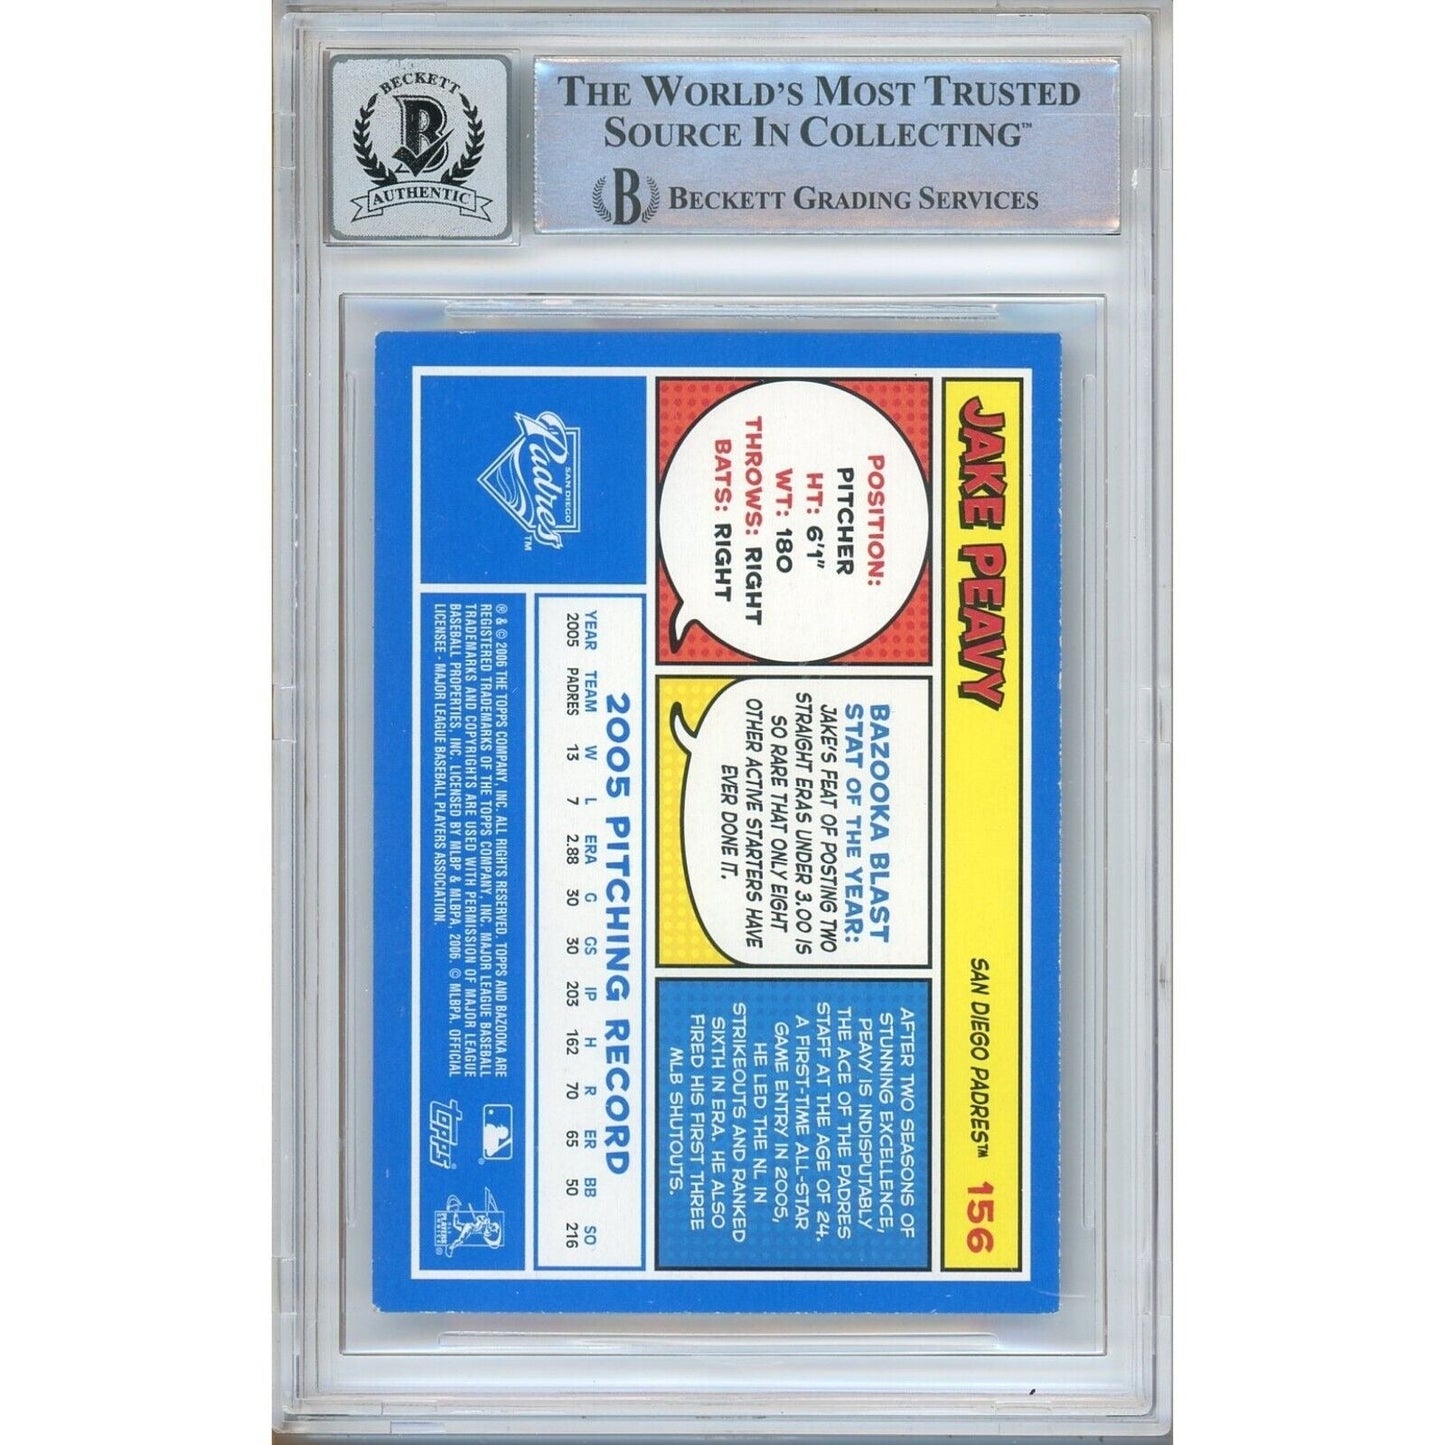 BECKETT
B
AUTHENTIC
THE WORLD'S MOST TRUSTED
SOURCE IN COLLECTING™
B BECKETT GRADING SERVICES
JAKE PEAVY
SAN DIEGO PADRES™
156
POSITION:
PITCHER
HT: 6'1"
WT: 180
THROWS: RIGHT
BATS: RIGHT
BAZOOKA BLAST
STAT OF THE YEAR:
JAKE'S FEAT OF POSTING TWO
STRAIGHT ERAS UNDER 3.00 IS
SO RARE THAT ONLY EIGHT
OTHER ACTIVE STARTERS HAVE
EVER DONE IT.
AFTER TWO SEASONS OF
STUNNING EXCELLENCE,
PEAVY IS INDISPUTABLY
THE ACE OF THE PADRES
STAFF AT THE AGE OF 24.
A FIRST-TIME ALL-STAR
GAME ENTRY IN 2005,
HE LED THE NL IN
STRIKEOUTS AND RANKED
SIXTH IN ERA. HE ALSO
FIRED HIS FIRST THREE
MLB SHUTOUTS.
SAN DIEGO
Padres™
2005 PITCHING RECORD
YEAR TEAM W L ERA G GS IP H R ER BB SO
2005 PADRES 13 7 2.88 30 30 203 162 70 65 50 216
® & © 2006 THE TOPPS COMPANY, INC. ALL RIGHTS RESERVED. TOPPS AND BAZOOKA ARE
REGISTERED TRADEMARKS OF THE TOPPS COMPANY, INC. MAJOR LEAGUE BASEBALL
TRADEMARKS AND COPYRIGHTS ARE USED WITH PERMISSION OF MAJOR LEAGUE
BASEBALL PROPERTIES, INC. LICENSED BY MLBP & MLBPA, 2006. © MLBPA. OFFICIAL
LICENSEE - MAJOR LEAGUE BASEBALL PLAYERS ASSOCIATION.
topps®
PLAYERS
CHOICE